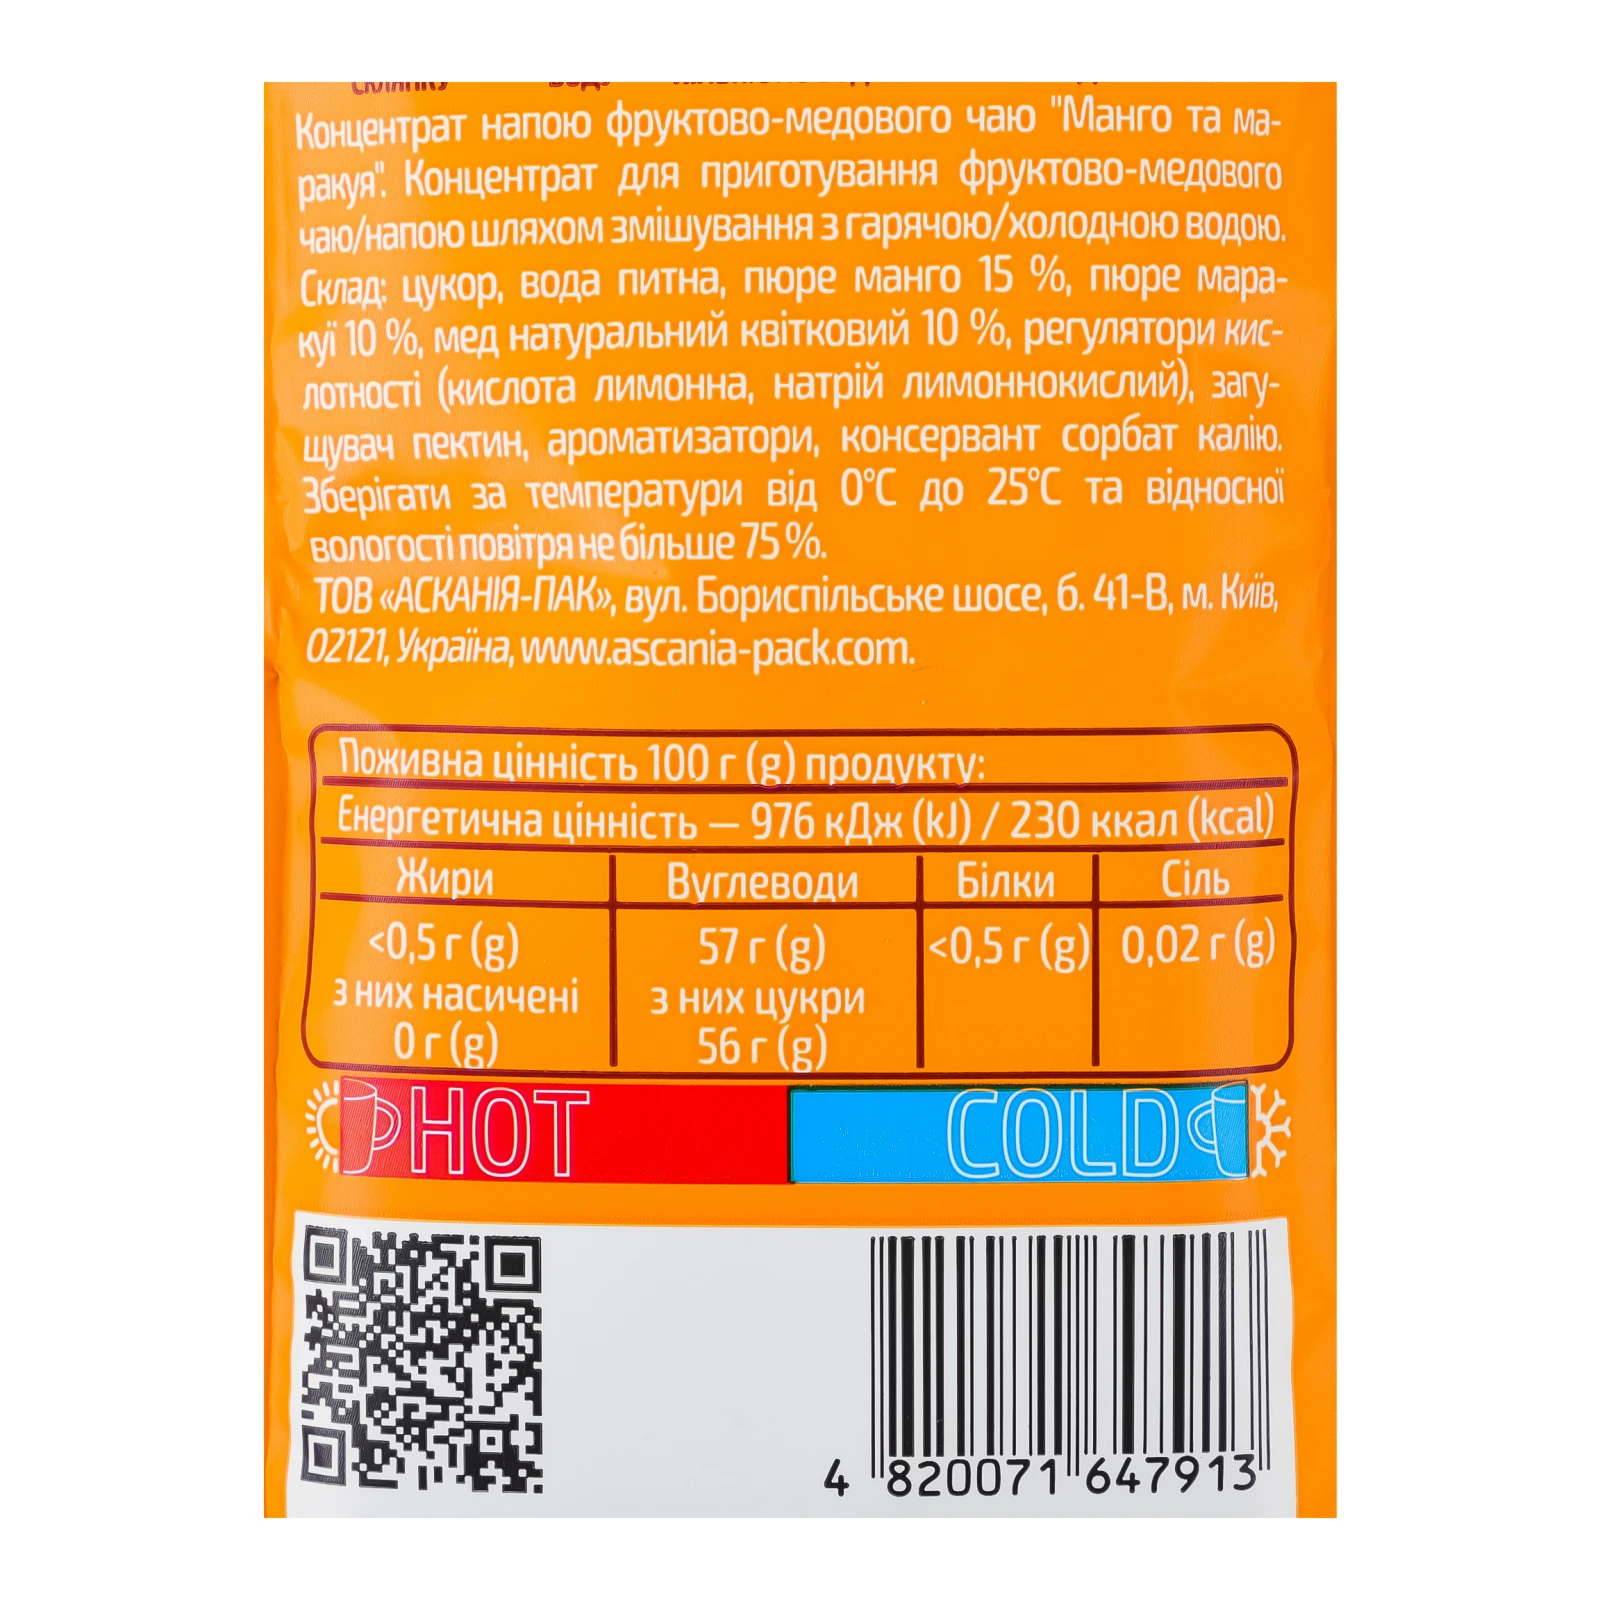 склянку воду
Концентрат напою фруктово-медового чаю "Манго та ма-
ракуя". Концентрат для приготування фруктово-медового
чаю/напою шляхом змішування з гарячою/холодною водою.
Склад: цукор, вода питна, пюре манго 15 %, пюре мара-
куї 10 %, мед натуральний квітковий 10 %, регулятори кис-
лотності (кислота лимонна, натрій лимоннокислий), загу-
щувач пектин, ароматизатори, консервант сорбат калію.
Зберігати за температури від 0°С до 25°С та відносної
вологості повітря не більше 75 %.
ТОВ «АСКАНІЯ-ПАК», вул. Бориспільське шосе, б. 41-В, м. Київ,
02121, Україна, www.ascania-pack.com.
Поживна цінність 100 г (g) продукту:
Енергетична цінність — 976 кДж (kJ) / 230 ккал (kcal)
Жири Вуглеводи Білки Сіль
<0,5 г (g) 57 г (g) <0,5 г (g) 0,02 г (g)
з них насичені з них цукри
0 г (g) 56 г (g)
HOT COLD
4 820071 647913